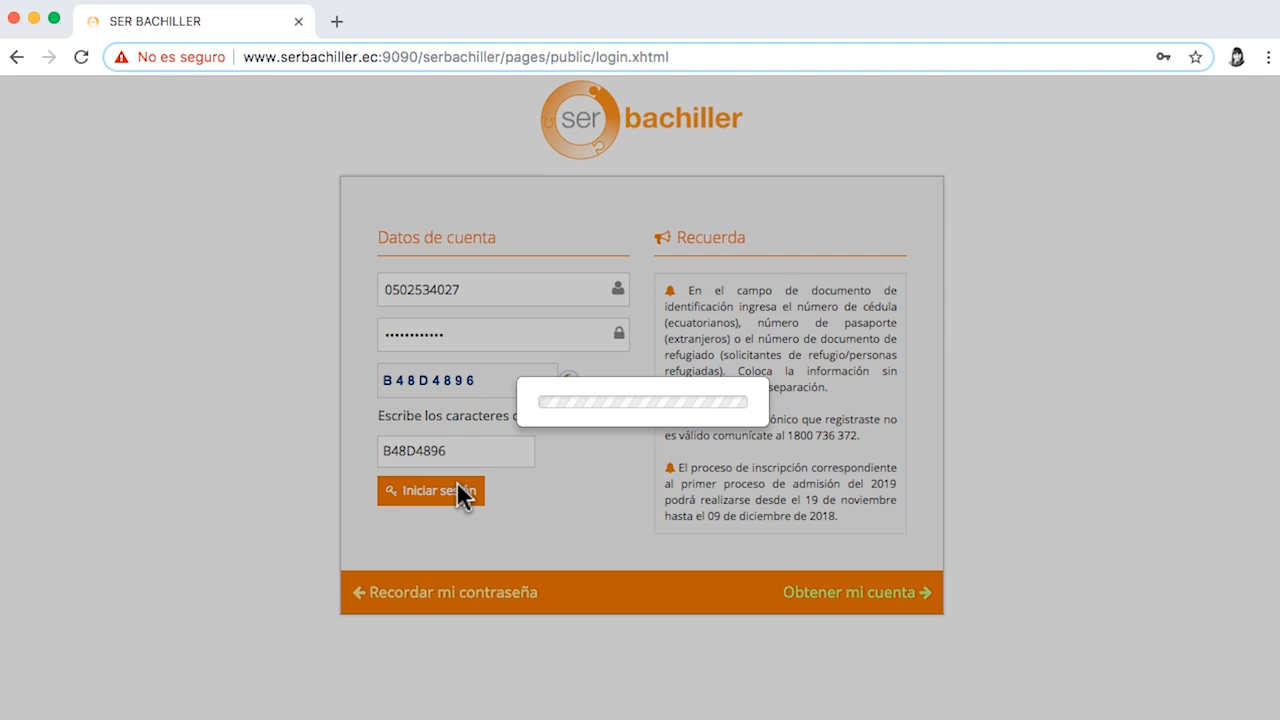 SER BACHILLER
No es seguro www.serbachiller.ec:9090/serbachiller/pages/public/login.xhtml
ser bachiller
Datos de cuenta
0502534027
••••••••••••
B48D4896
Escribe los caracteres
B48D4896
Iniciar sesión
Recuerda
En el campo de documento de
identificación ingresa el número de cédula
(ecuatorianos), número de pasaporte
(extranjeros) o el número de documento de
refugiado (solicitantes de refugio/personas
refugiadas). Coloca la información sin
separación.
que registraste no
es válido comunícate al 1800 736 372.
El proceso de inscripción correspondiente
al primer proceso de admisión del 2019
podrá realizarse desde el 19 de noviembre
hasta el 09 de diciembre de 2018.
Recordar mi contraseña
Obtener mi cuenta